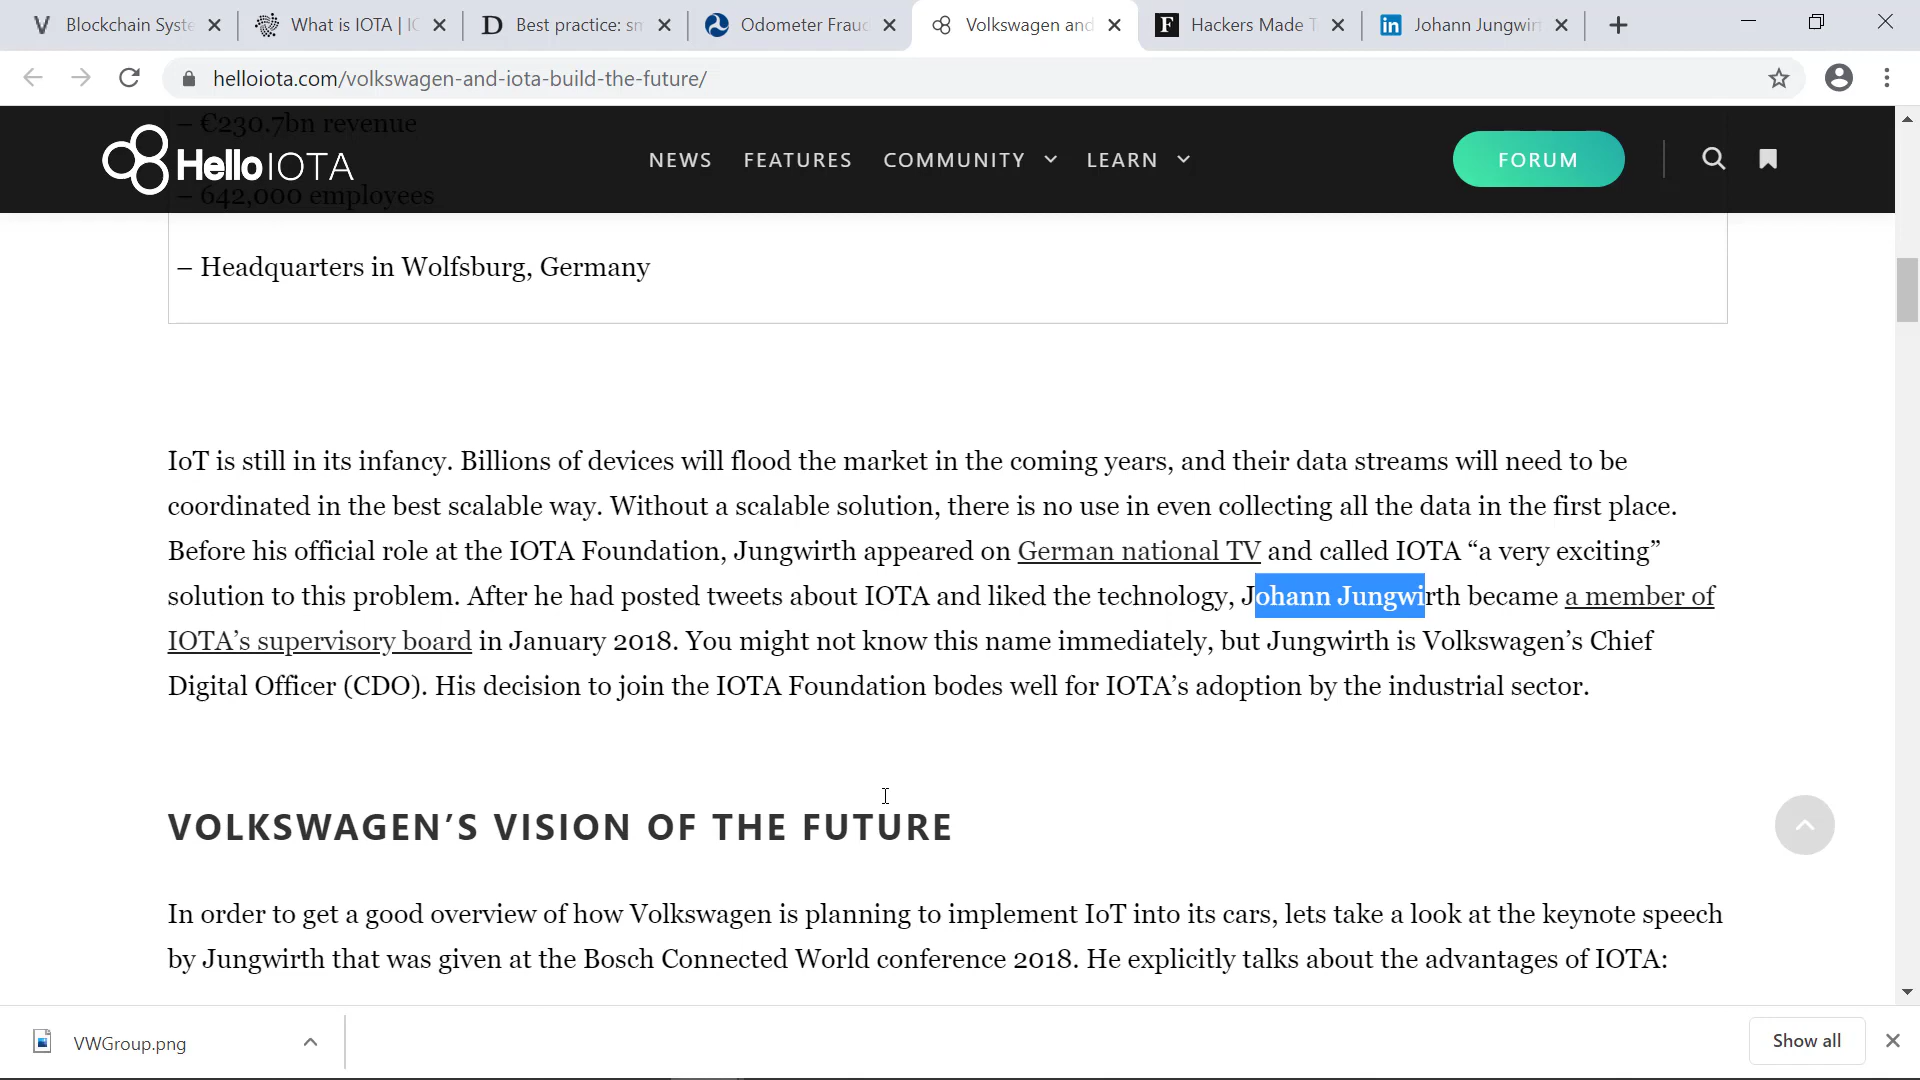 Blockchain Syste
What is IOTA | IO
Best practice: sm
Odometer Fraud
Volkswagen and
Hackers Made T
Johann Jungwirt
helloiota.com/volkswagen-and-iota-build-the-future/
– €230.7bn revenue
HelloIOTA
NEWS
FEATURES
COMMUNITY
LEARN
FORUM
– 642,000 employees
– Headquarters in Wolfsburg, Germany
IoT is still in its infancy. Billions of devices will flood the market in the coming years, and their data streams will need to be
coordinated in the best scalable way. Without a scalable solution, there is no use in even collecting all the data in the first place.
Before his official role at the IOTA Foundation, Jungwirth appeared on German national TV and called IOTA “a very exciting”
solution to this problem. After he had posted tweets about IOTA and liked the technology, Johann Jungwirth became a member of
IOTA’s supervisory board in January 2018. You might not know this name immediately, but Jungwirth is Volkswagen’s Chief
Digital Officer (CDO). His decision to join the IOTA Foundation bodes well for IOTA’s adoption by the industrial sector.
VOLKSWAGEN’S VISION OF THE FUTURE
In order to get a good overview of how Volkswagen is planning to implement IoT into its cars, lets take a look at the keynote speech
by Jungwirth that was given at the Bosch Connected World conference 2018. He explicitly talks about the advantages of IOTA:
VWGroup.png
Show all